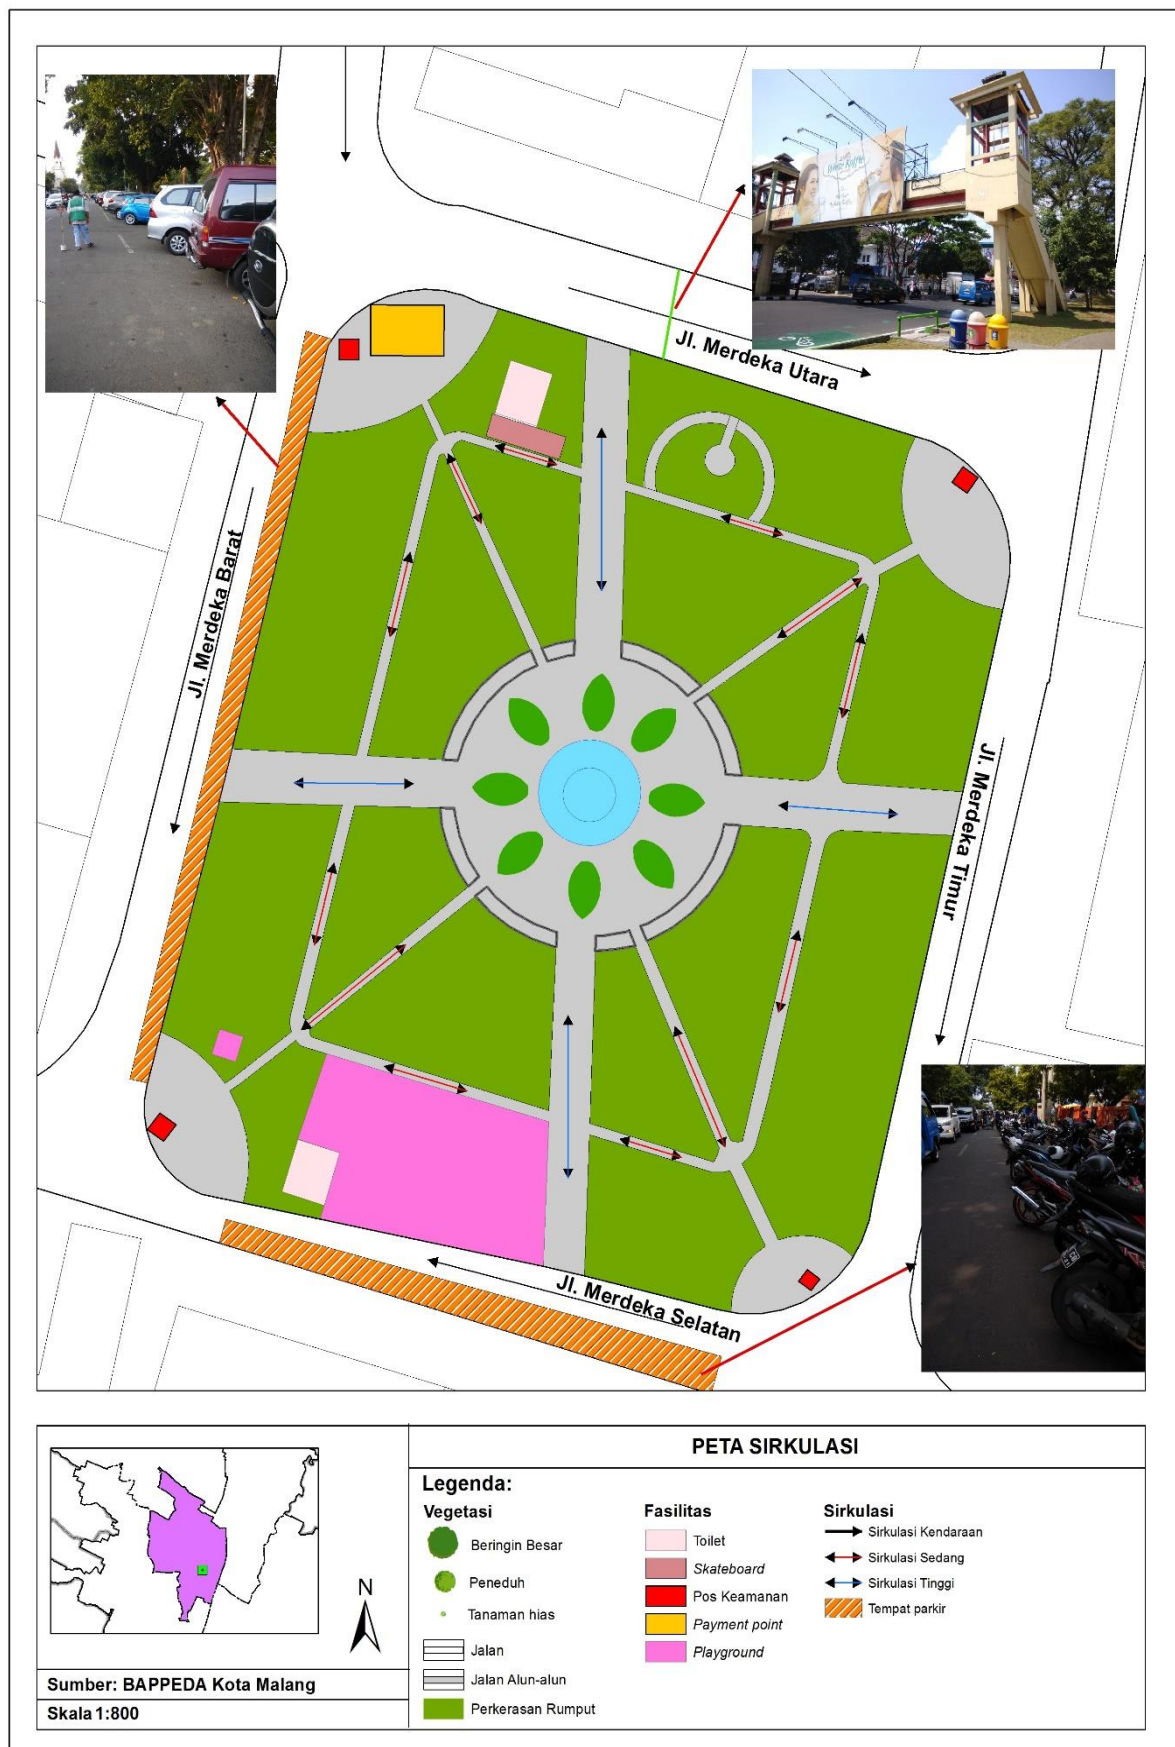 Jl. Merdeka Utara
Jl. Merdeka Barat
Jl. Merdeka Timur
Jl. Merdeka Selatan
PETA SIRKULASI
Legenda:
Vegetasi
Beringin Besar
Peneduh
Tanaman hias
Jalan
Jalan Alun-alun
Perkerasan Rumput
Fasilitas
Toilet
Skateboard
Pos Keamanan
Payment point
Playground
Sirkulasi
Sirkulasi Kendaraan
Sirkulasi Sedang
Sirkulasi Tinggi
Tempat parkir
N
Sumber: BAPPEDA Kota Malang
Skala 1:800